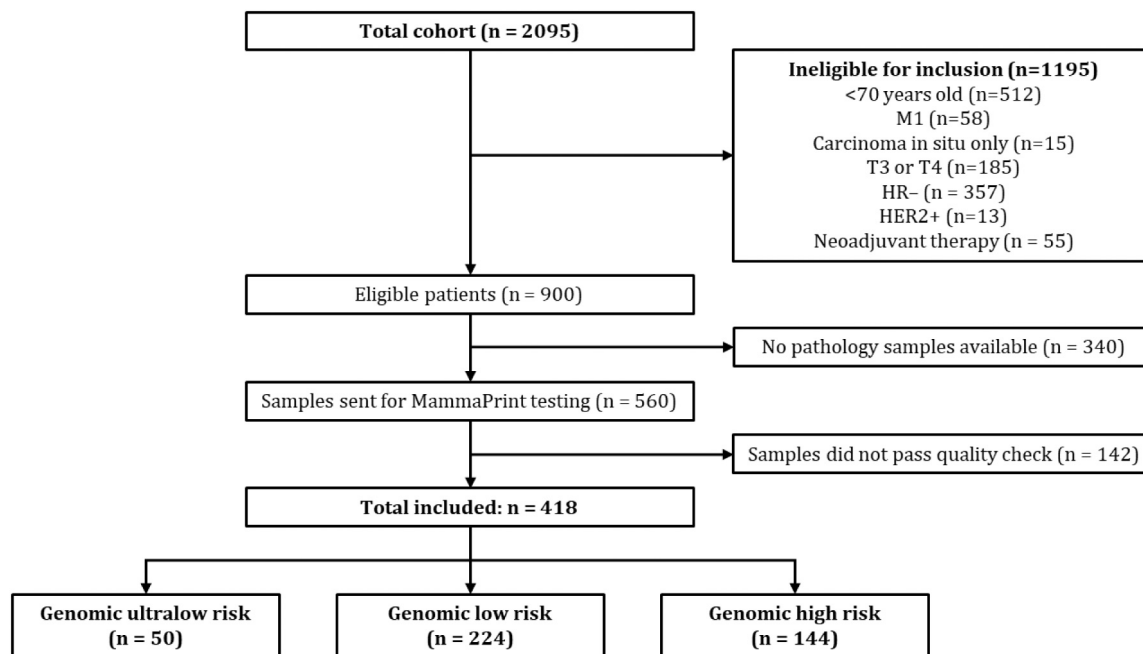 Total cohort (n = 2095)
Ineligible for inclusion (n=1195)
<70 years old (n=512)
M1 (n=58)
Carcinoma in situ only (n=15)
T3 or T4 (n=185)
HR– (n = 357)
HER2+ (n=13)
Neoadjuvant therapy (n = 55)
Eligible patients (n = 900)
No pathology samples available (n = 340)
Samples sent for MammaPrint testing (n = 560)
Samples did not pass quality check (n = 142)
Total included: n = 418
Genomic ultralow risk
(n = 50)
Genomic low risk
(n = 224)
Genomic high risk
(n = 144)